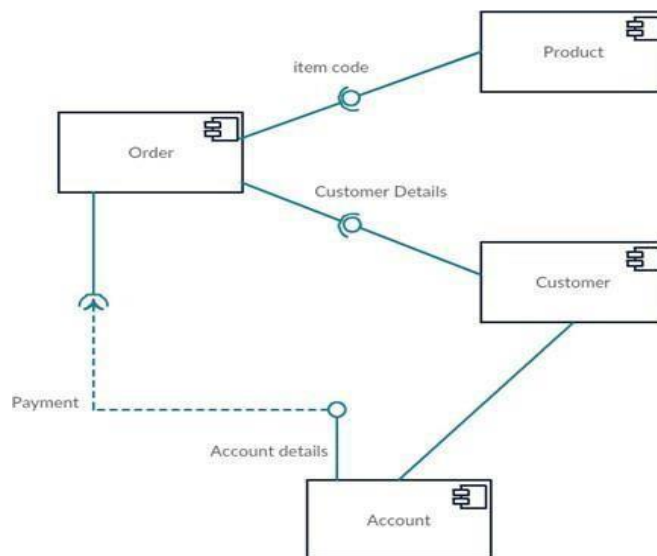 Product
item code
Order
Customer Details
Customer
Payment
Account details
Account